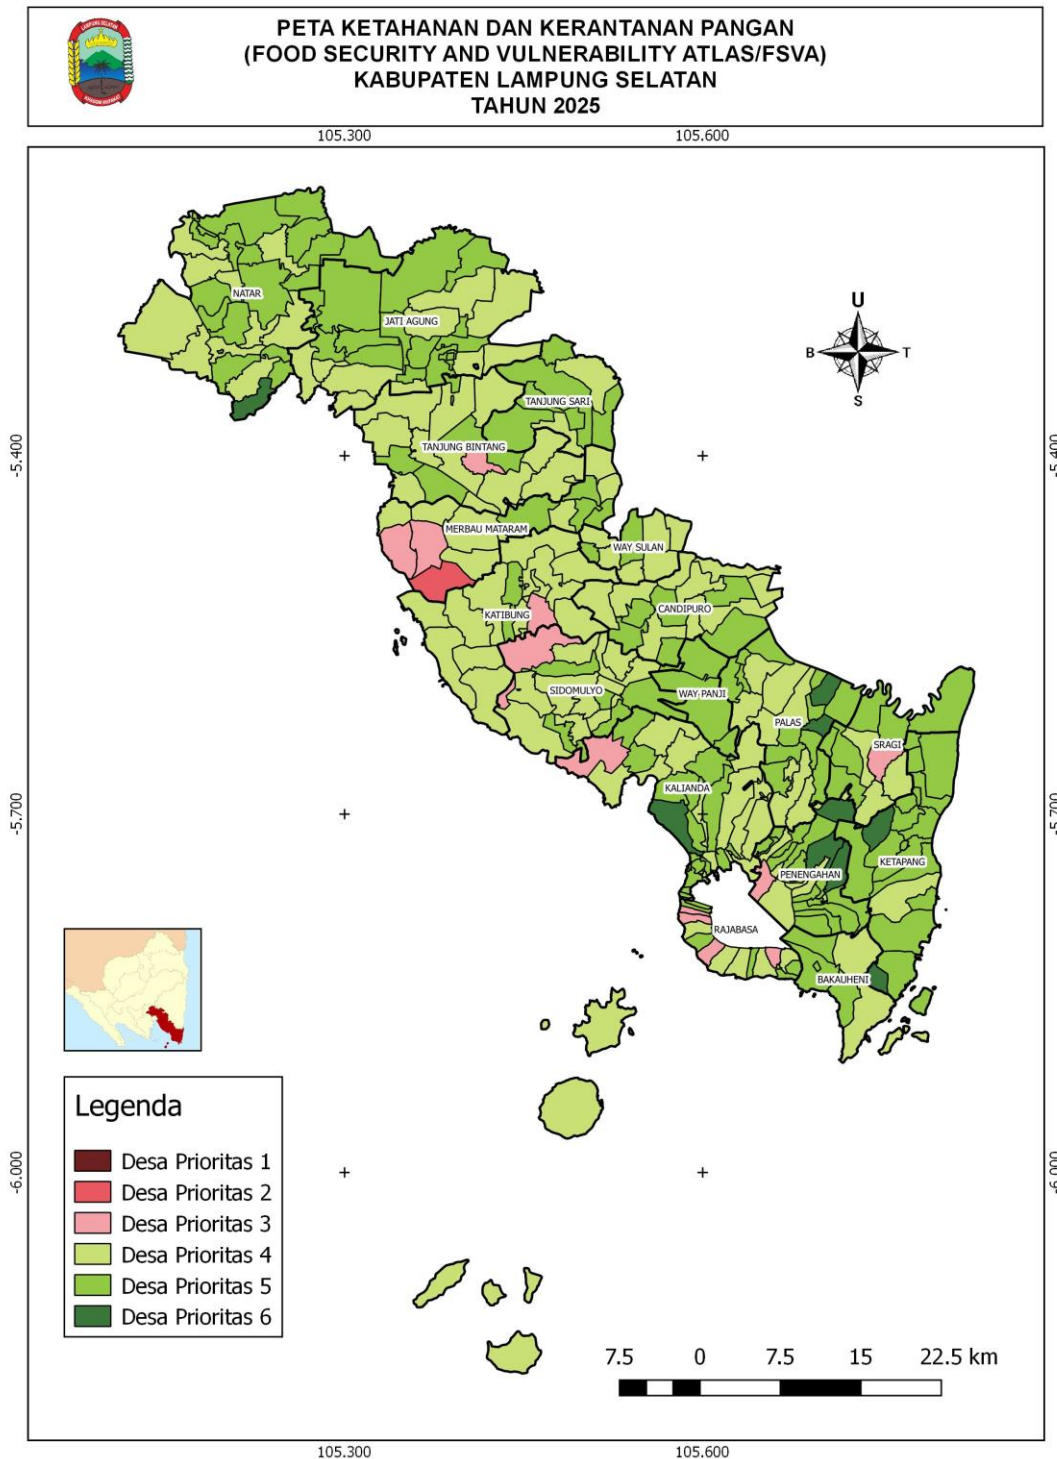 LAMPUNG SELATAN
PETA KETAHANAN DAN KERANTANAN PANGAN
(FOOD SECURITY AND VULNERABILITY ATLAS/FSVA)
KABUPATEN LAMPUNG SELATAN
TAHUN 2025
105.300 105.600
U
B T
S
NATAR
JATI AGUNG
TANJUNG SARI
TANJUNG BINTANG
-5.400 -5.400
MERBAU MATARAM
WAY SULAN
KATIBUNG
CANDIPURO
SIDOMULYO
WAY PANJI
PALAS
SRAGI
KALIANDA
-5.700 -5.700
PENENGAHAN
KETAPANG
RAJABASA
BAKAUHENI
Legenda
Desa Prioritas 1
Desa Prioritas 2
Desa Prioritas 3
Desa Prioritas 4
Desa Prioritas 5
Desa Prioritas 6
-6.000 -6.000
7.5 0 7.5 15 22.5 km
105.300 105.600